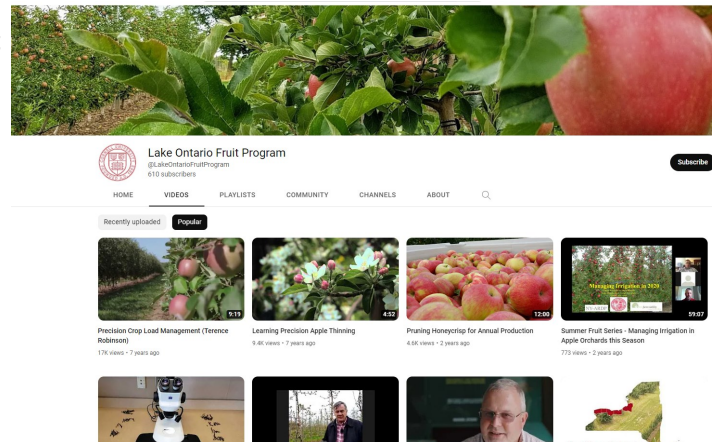 Lake Ontario Fruit Program
@LakeOntarioFruitProgram
610 subscribers
Subscribe
HOME VIDEOS PLAYLISTS COMMUNITY CHANNELS ABOUT
Recently uploaded Popular
9:19
4:52
12:00
Managing Irrigation in 2020
59:07
Precision Crop Load Management (Terence
Robinson)
17K views • 7 years ago
Learning Precision Apple Thinning
9.4K views • 7 years ago
Pruning Honeycrisp for Annual Production
4.6K views • 2 years ago
Summer Fruit Series - Managing Irrigation in
Apple Orchards this Season
773 views • 2 years ago